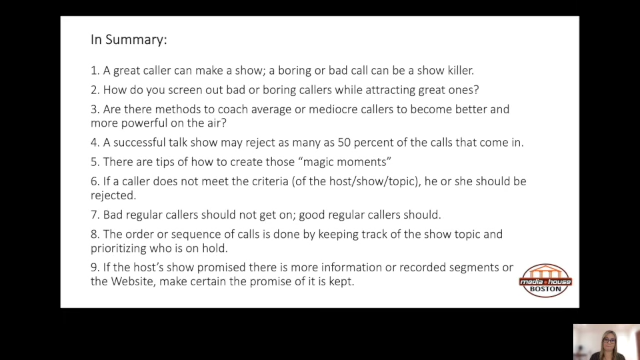 In Summary:
1. A great caller can make a show; a boring or bad call can be a show killer.
2. How do you screen out bad or boring callers while attracting great ones?
3. Are there methods to coach average or mediocre callers to become better and
more powerful on the air?
4. A successful talk show may reject as many as 50 percent of the calls that come in.
5. There are tips of how to create those “magic moments”
6. If a caller does not meet the criteria (of the host/show/topic), he or she should be
rejected.
7. Bad regular callers should not get on; good regular callers should.
8. The order or sequence of calls is done by keeping track of the show topic and
prioritizing who is on hold.
9. If the host’s show promised there is more information or recorded segments or
the Website, make certain the promise of it is kept.
media house
BOSTON